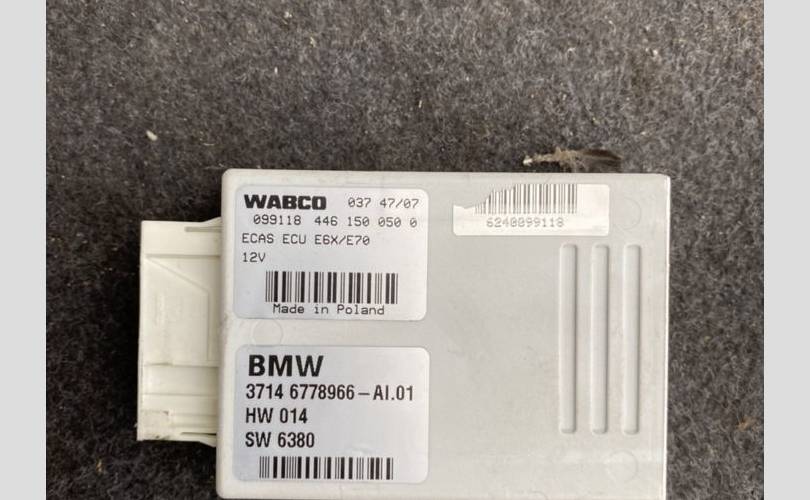 WABCO 037 47/07
099118 446 150 050 0
ECAS ECU E6X/E70
12V
Made in Poland
6240099118
BMW
3714 6778966-AI.01
HW 014
SW 6380